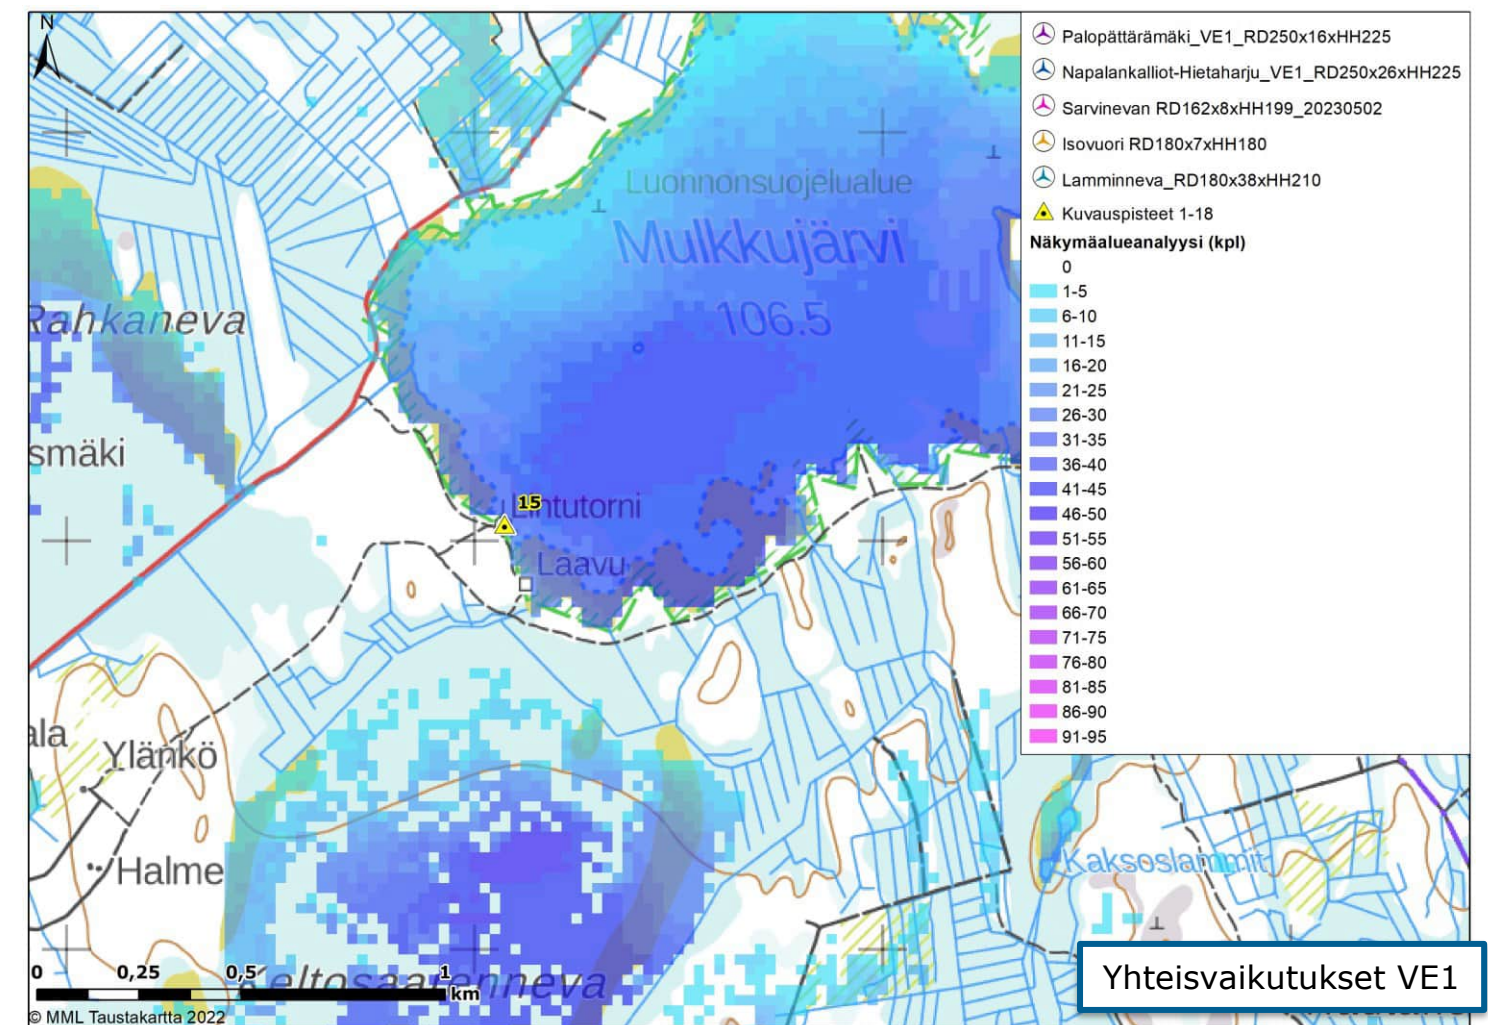 N
Palopättärämäki_VE1_RD250x16xHH225
Napalankalliot-Hietaharju_VE1_RD250x26xHH225
Sarvinevan RD162x8xHH199_20230502
Isovuori RD180x7xHH180
Lamminneva_RD180x38xHH210
Kuvauspisteet 1-18
Näkymäalueanalyysi (kpl)
0
1-5
6-10
11-15
16-20
21-25
26-30
31-35
36-40
41-45
46-50
51-55
56-60
61-65
66-70
71-75
76-80
81-85
86-90
91-95
Luonnonsuojelualue
Mulkkujärvi
106.5
Rahkaneva
smäki
15
Lintutorni
Laavu
ala
Ylänkö
Halme
Kaksoslammit
Keltosaarenneva
0 0,25 0,5 1
km
Yhteisvaikutukset VE1
© MML Taustakartta 2022